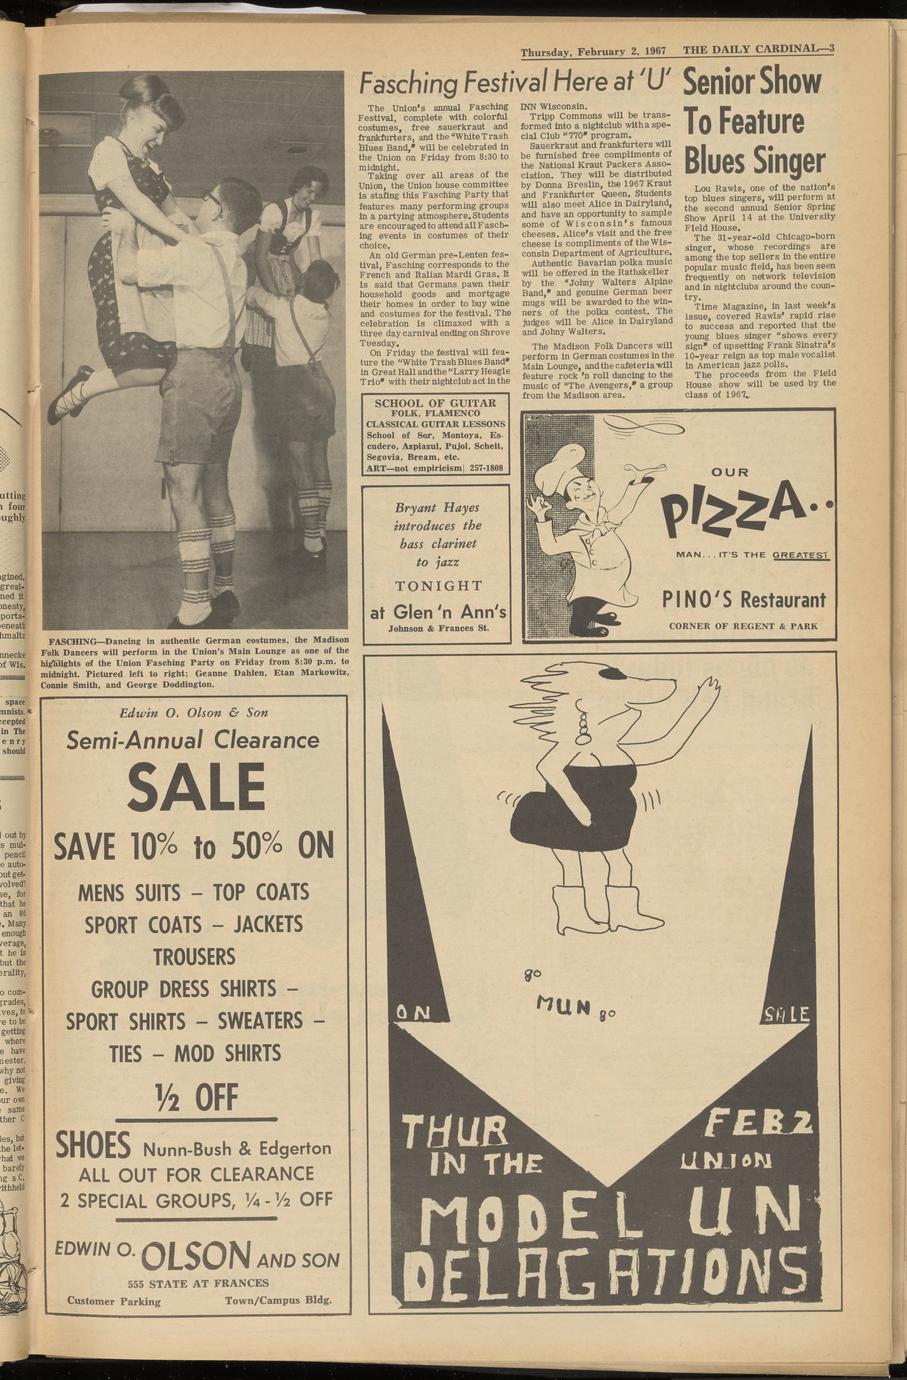 Thursday, February 2, 1967 THE DAILY CARDINAL—3
Fasching Festival Here at 'U'
The Union's annual Fasching
Festival, complete with colorful
costumes, free sauerkraut and
frankfurters, and the "White Trash
Blues Band," will be celebrated in
the Union on Friday from 8:30 to
midnight.
Taking over all areas of the
Union, the Union house committee
is stafing this Fasching Party that
features many performing groups
in a partying atmosphere. Students
are encouraged to attend all Fasch-
ing events in costumes of their
choice.
An old German pre-Lenten fes-
tival, Fasching corresponds to the
French and Italian Mardi Gras. It
is said that Germans pawn their
household goods and mortgage
their homes in order to buy wine
and costumes for the festival. The
celebration is climaxed with a
three day carnival ending on Shrove
Tuesday.
On Friday the festival will fea-
ture the "White Trash Blues Band"
in Great Hall and the "Larry Heagle
Trio" with their nightclub act in the
INN Wisconsin.
Tripp Commons will be trans-
formed into a nightclub with a spe-
cial Club "770" program.
Sauerkraut and frankfurters will
be furnished free compliments of
the National Kraut Packers Asso-
ciation. They will be distributed
by Donna Breslin, the 1967 Kraut
and Frankfurter Queen. Students
will also meet Alice in Dairyland,
and have an opportunity to sample
some of Wisconsin's famous
cheeses. Alice's visit and the free
cheese is compliments of the Wis-
consin Department of Agriculture.
Authentic Bavarian polka music
will be offered in the Rathskeller
by the "Johny Walters Alpine
Band," and genuine German beer
mugs will be awarded to the win-
ners of the polka contest. The
judges will be Alice in Dairyland
and Johny Walters.
The Madison Folk Dancers will
perform in German costumes in the
Main Lounge, and the cafeteria will
feature rock 'n roll dancing to the
music of "The Avengers," a group
from the Madison area.
Senior Show
To Feature
Blues Singer
Lou Rawls, one of the nation's
top blues singers, will perform at
the second annual Senior Spring
Show April 14 at the University
Field House.
The 31-year-old Chicago-born
singer, whose recordings are
among the top sellers in the entire
popular music field, has been seen
frequently on network television
and in nightclubs around the coun-
try.
Time Magazine, in last week's
issue, covered Rawls' rapid rise
to success and reported that the
young blues singer "shows every
sign" of upsetting Frank Sinatra's
10-year reign as top male vocalist
in American jazz polls.
The proceeds from the Field
House show will be used by the
class of 1967.
SCHOOL OF GUITAR
FOLK, FLAMENCO
CLASSICAL GUITAR LESSONS
School of Sor, Montoya, Es-
cudero, Azpiazul, Pujol, Scheit,
Segovia, Bream, etc.
ART—not empiricism| 257-1808
Bryant Hayes
introduces the
bass clarinet
to jazz
TONIGHT
at Glen 'n Ann's
Johnson & Frances St.
OUR
PIZZA..
MAN...IT'S THE GREATEST
PINO'S Restaurant
CORNER OF REGENT & PARK
FASCHING—Dancing in authentic German costumes, the Madison
Folk Dancers will perform in the Union's Main Lounge as one of the
highlights of the Union Fasching Party on Friday from 8:30 p.m. to
midnight. Pictured left to right: Geanne Dahlen, Etan Markowitz,
Connie Smith, and George Doddington.
Edwin O. Olson & Son
Semi-Annual Clearance
SALE
SAVE 10% to 50% ON
MENS SUITS – TOP COATS
SPORT COATS – JACKETS
TROUSERS
GROUP DRESS SHIRTS –
SPORT SHIRTS – SWEATERS –
TIES – MOD SHIRTS
½ OFF
SHOES Nunn-Bush & Edgerton
ALL OUT FOR CLEARANCE
2 SPECIAL GROUPS, ¼ - ½ OFF
EDWIN O. OLSON AND SON
555 STATE AT FRANCES
Customer Parking Town/Campus Bldg.
go
MUN go
ON SALE
THUR FEB 2
IN THE UNION
MODEL UN
DELAGATIONS